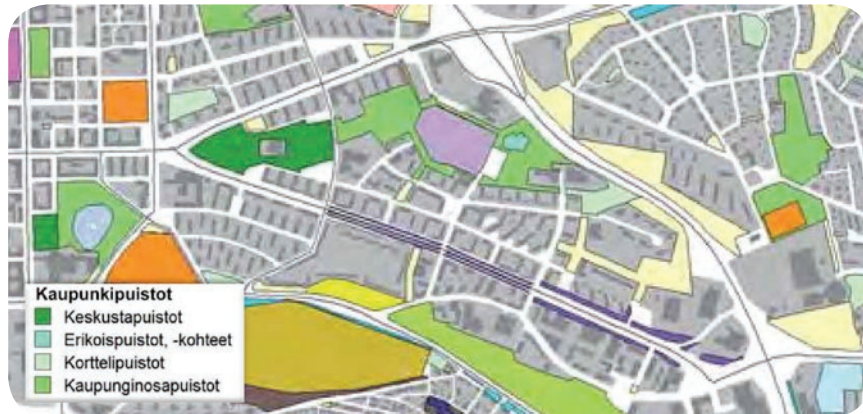 Kaupunkipuistot
Keskustapuistot
Erikoispuistot, -kohteet
Korttelipuistot
Kaupunginosapuistot